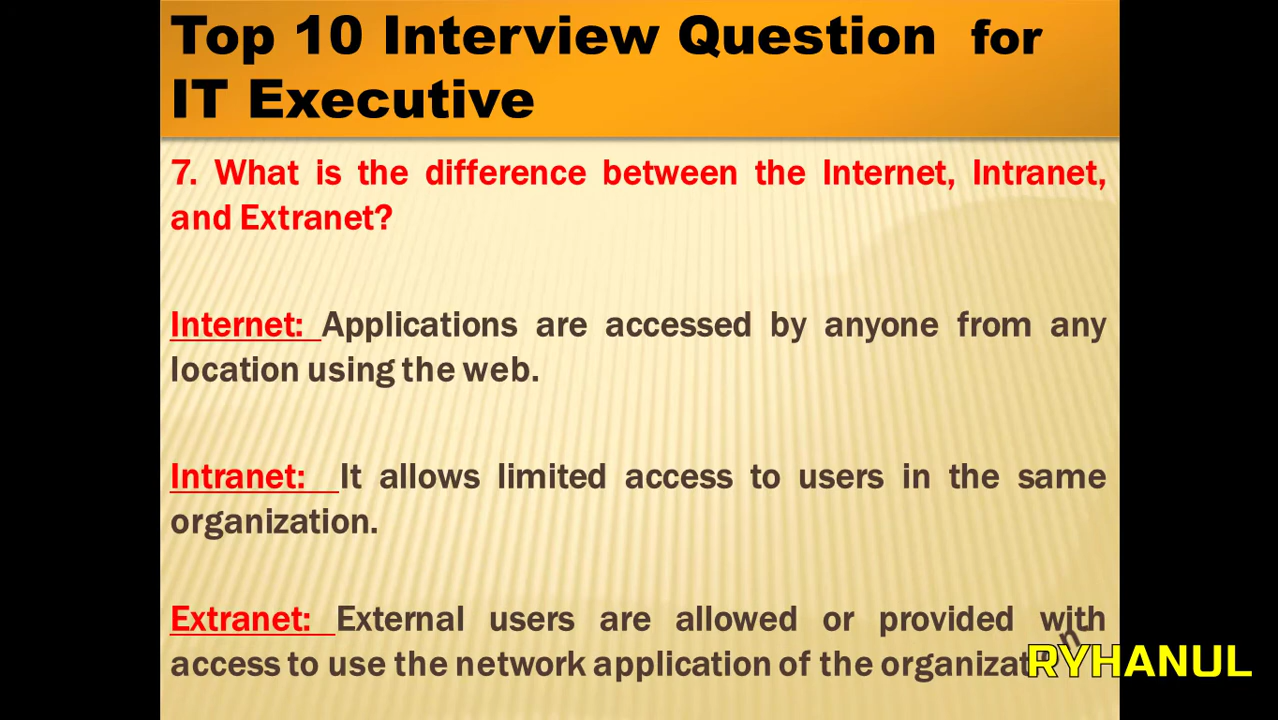 Top 10 Interview Question for
IT Executive
7. What is the difference between the Internet, Intranet,
and Extranet?
Internet: Applications are accessed by anyone from any
location using the web.
Intranet: It allows limited access to users in the same
organization.
Extranet: External users are allowed or provided with
access to use the network application of the
RYHANUL